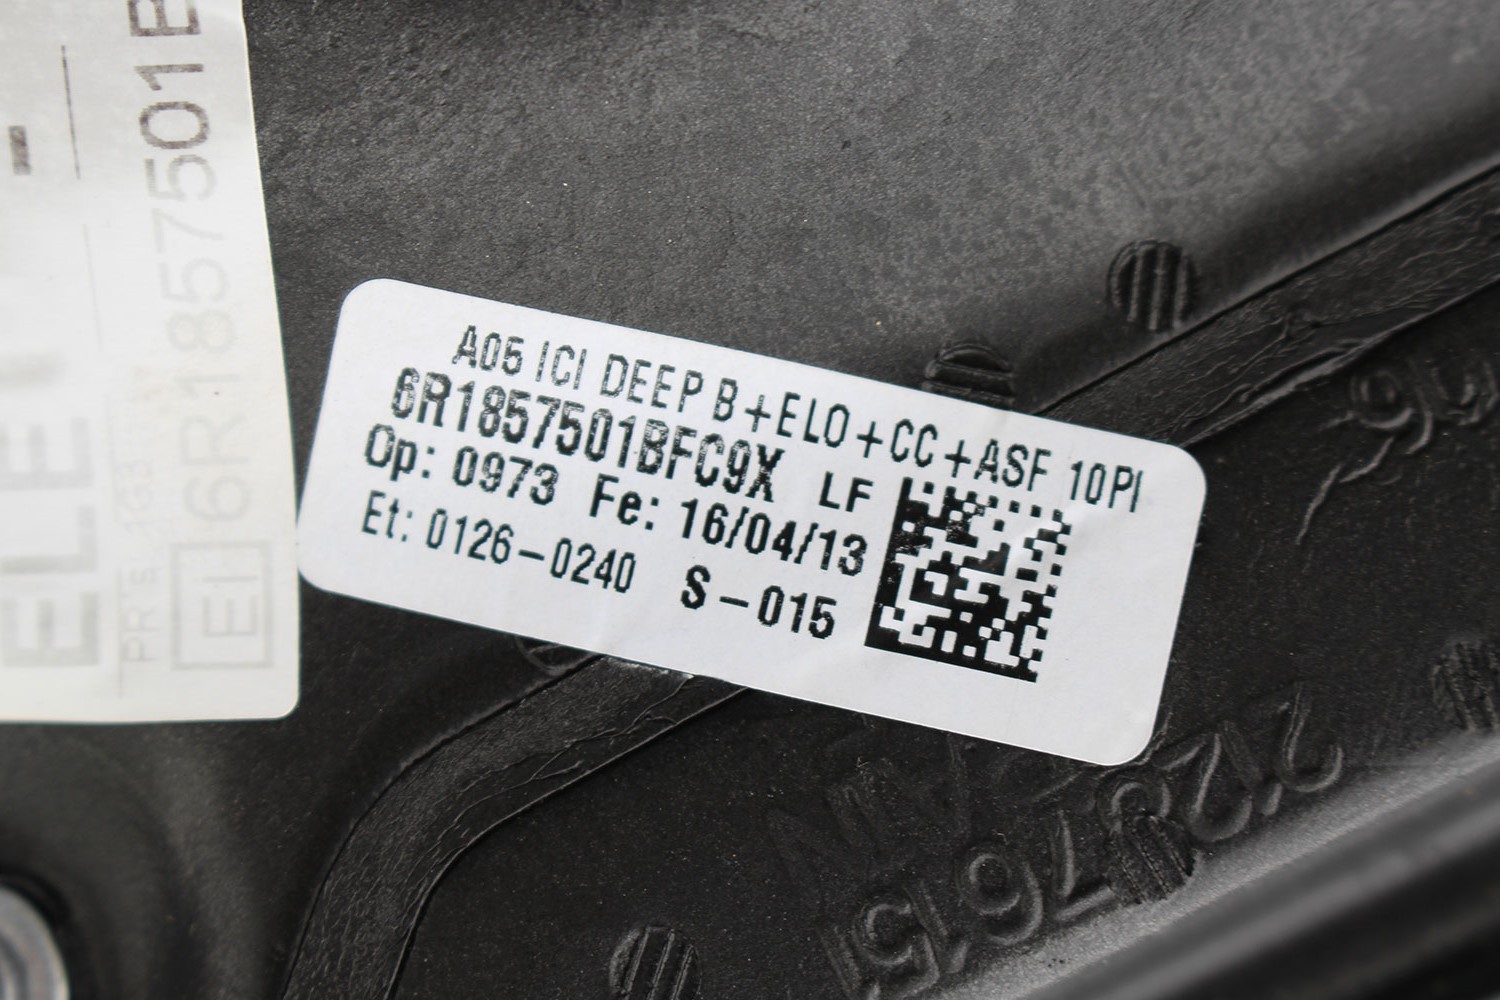 A05 ICI DEEP B+ELO+CC+ASF 10PI
6R1857501BFC9X LF
Op: 0973 Fe: 16/04/13
Et: 0126-0240 S-015
6R1857501B
EI